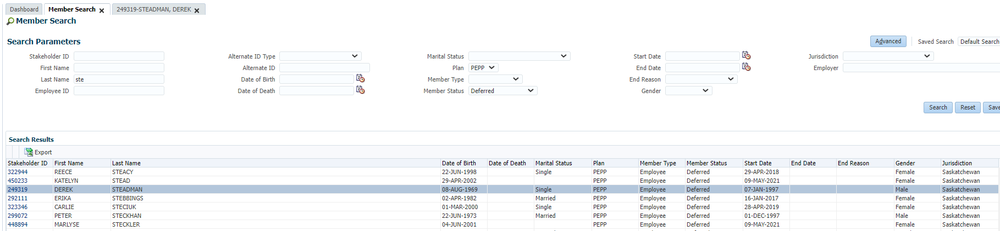 Dashboard Member Search 249319-STEADMAN, DEREK
Member Search
Search Parameters
Advanced Saved Search Default Search
Stakeholder ID Alternate ID Type Marital Status Start Date Jurisdiction
First Name Alternate ID Plan PEPP End Date Employer
Last Name ste Date of Birth Member Type End Reason
Employee ID Date of Death Member Status Deferred Gender
Search Reset Save
Search Results
Export
Stakeholder ID First Name Last Name Date of Birth Date of Death Marital Status Plan Member Type Member Status Start Date End Date End Reason Gender Jurisdiction
322944 REECE STEACY 22-JUN-1998 Single PEPP Employee Deferred 29-APR-2018 Female Saskatchewan
450233 KATELYN STEAD 29-APR-2002 PEPP Employee Deferred 09-MAY-2021 Female Saskatchewan
249319 DEREK STEADMAN 08-AUG-1969 Single PEPP Employee Deferred 07-JAN-1997 Male Saskatchewan
292111 ERIKA STEBBINGS 02-APR-1982 Married PEPP Employee Deferred 16-JAN-2017 Female Saskatchewan
323346 CARLIE STECIUK 01-MAR-2000 Single PEPP Employee Deferred 28-APR-2019 Female Saskatchewan
299072 PETER STECKHAN 22-JUN-1973 Married PEPP Employee Deferred 01-DEC-1997 Male Saskatchewan
448894 MARLYSE STECKLER 04-JUN-2001 PEPP Employee Deferred 09-MAY-2021 Female Saskatchewan